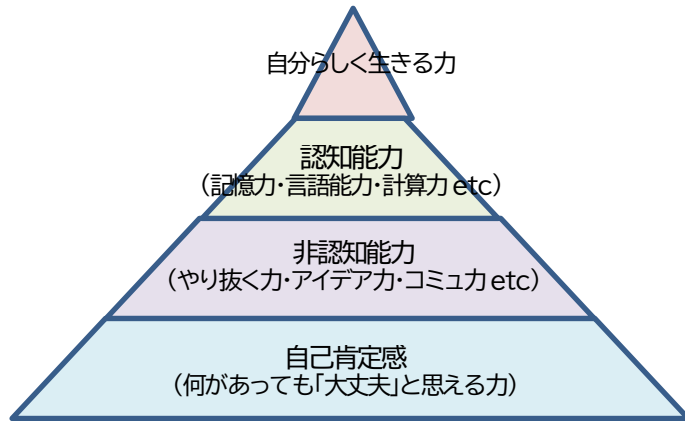 自分らしく生きる力
認知能力
（記憶力・言語能力・計算力 etc）
非認知能力
（やり抜く力・アイデア力・コミュ力 etc）
自己肯定感
（何があっても「大丈夫」と思える力）